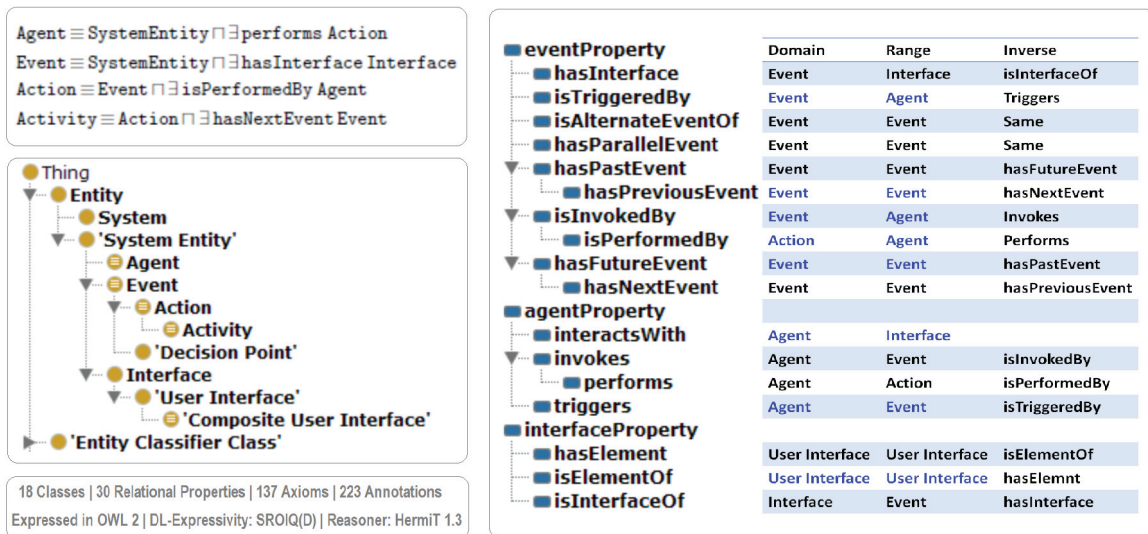 Agent ≡ SystemEntity ⊓ ∃ performs Action
Event ≡ SystemEntity ⊓ ∃ hasInterface Interface
Action ≡ Event ⊓ ∃ isPerformedBy Agent
Activity ≡ Action ⊓ ∃ hasNextEvent Event
Thing
Entity
System
'System Entity'
Agent
Event
Action
Activity
'Decision Point'
Interface
'User Interface'
'Composite User Interface'
'Entity Classifier Class'
18 Classes | 30 Relational Properties | 137 Axioms | 223 Annotations
Expressed in OWL 2 | DL-Expressivity: SROIQ(D) | Reasoner: HermiT 1.3
eventProperty Domain Range Inverse
hasInterface Event Interface isInterfaceOf
isTriggeredBy Event Agent Triggers
isAlternateEventOf Event Event Same
hasParallelEvent Event Event Same
hasPastEvent Event Event hasFutureEvent
hasPreviousEvent Event Event hasNextEvent
isInvokedBy Event Agent Invokes
isPerformedBy Action Agent Performs
hasFutureEvent Event Event hasPastEvent
hasNextEvent Event Event hasPreviousEvent
agentProperty
interactsWith Agent Interface
invokes Agent Event isInvokedBy
performs Agent Action isPerformedBy
triggers Agent Event isTriggeredBy
interfaceProperty
hasElement User Interface User Interface isElementOf
isElementOf User Interface User Interface hasElemnt
isInterfaceOf Interface Event hasInterface